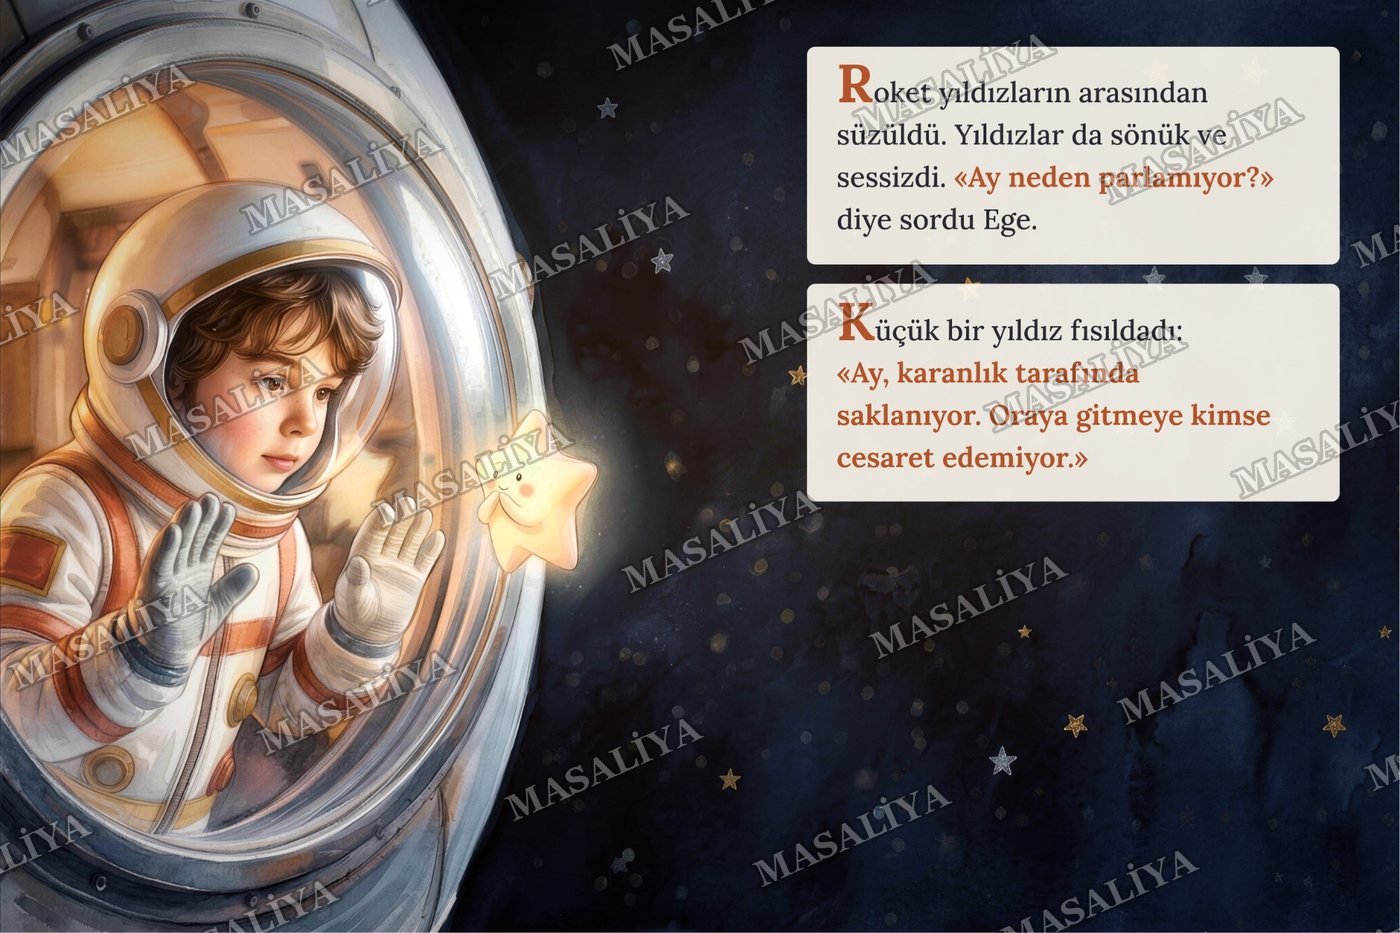 Roket yıldızların arasından
süzüldü. Yıldızlar da sönük ve
sessizdi. «Ay neden parlamıyor?»
diye sordu Ege.
Küçük bir yıldız fısıldadı:
«Ay, karanlık tarafında
saklanıyor. Oraya gitmeye kimse
cesaret edemiyor.»
MASALİYA